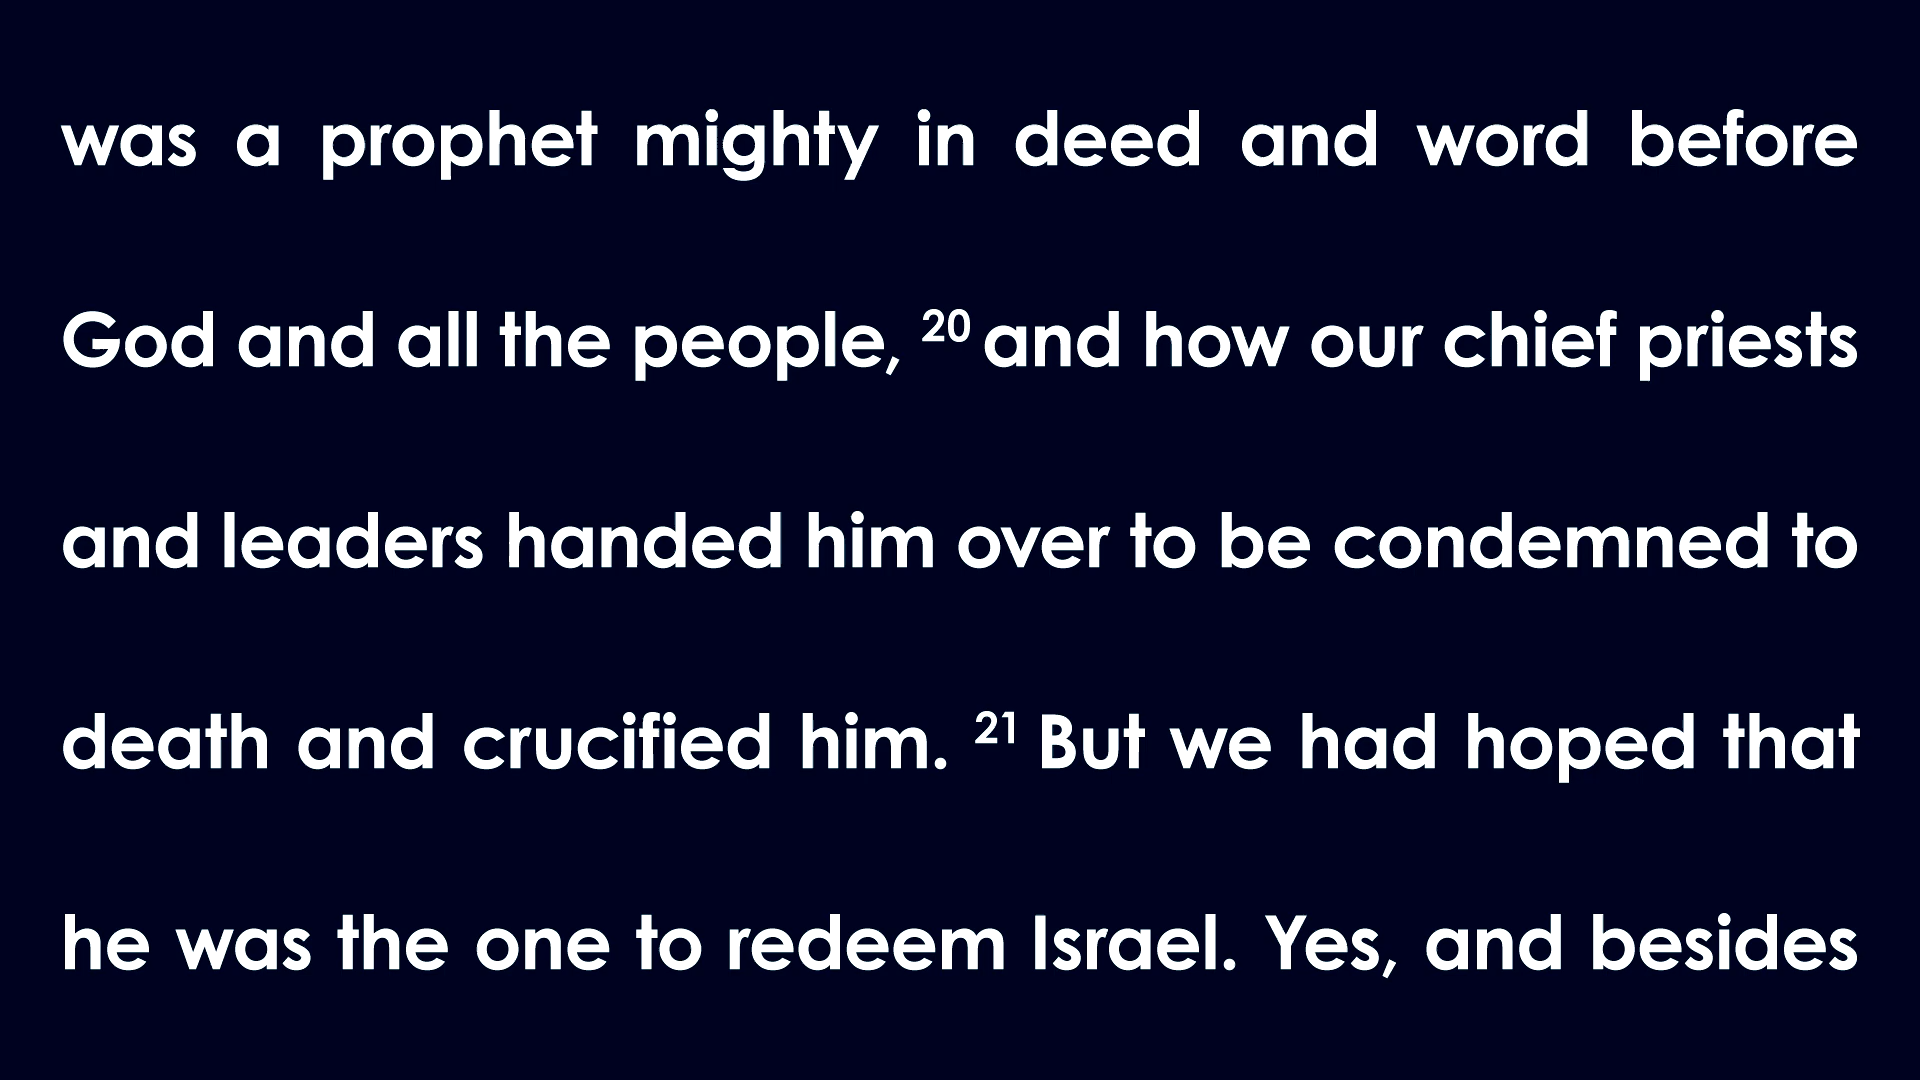 was a prophet mighty in deed and word before
God and all the people, 20 and how our chief priests
and leaders handed him over to be condemned to
death and crucified him. 21 But we had hoped that
he was the one to redeem Israel. Yes, and besides